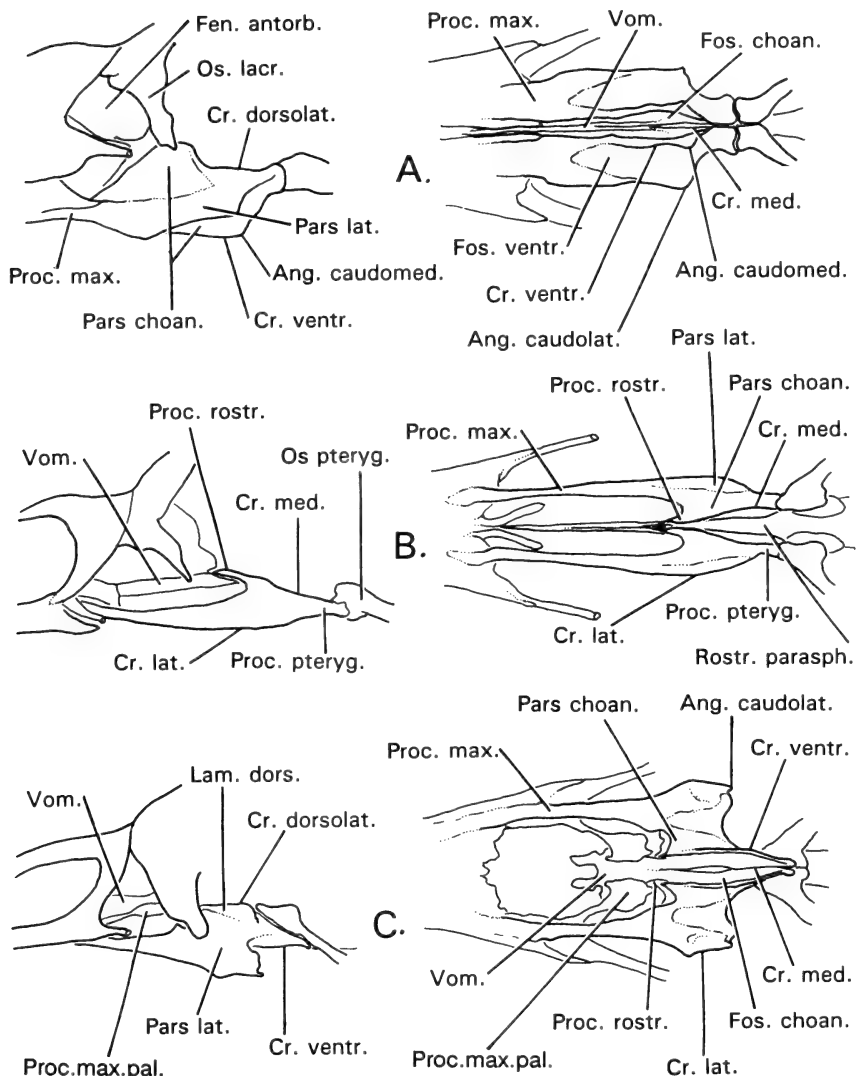 Fen. antorb.
Os. lacr.
Cr. dorsolat.
Pars lat.
Proc. max.
Ang. caudomed.
Pars choan.
Cr. ventr.
A.
Proc. max.
Vom.
Fos. choan.
Cr. med.
Fos. ventr.
Ang. caudomed.
Cr. ventr.
Ang. caudolat.
Proc. rostr.
Vom.
Os pteryg.
Cr. med.
Cr. lat.
Proc. pteryg.
B.
Pars lat.
Proc. rostr.
Pars choan.
Proc. max.
Cr. med.
Proc. pteryg.
Cr. lat.
Rostr. parasph.
Lam. dors.
Vom.
Cr. dorsolat.
Pars lat.
Cr. ventr.
Proc.max.pal.
C.
Pars choan.
Ang. caudolat.
Proc. max.
Cr. ventr.
Vom.
Cr. med.
Proc. rostr.
Fos. choan.
Proc.max.pal.
Cr. lat.